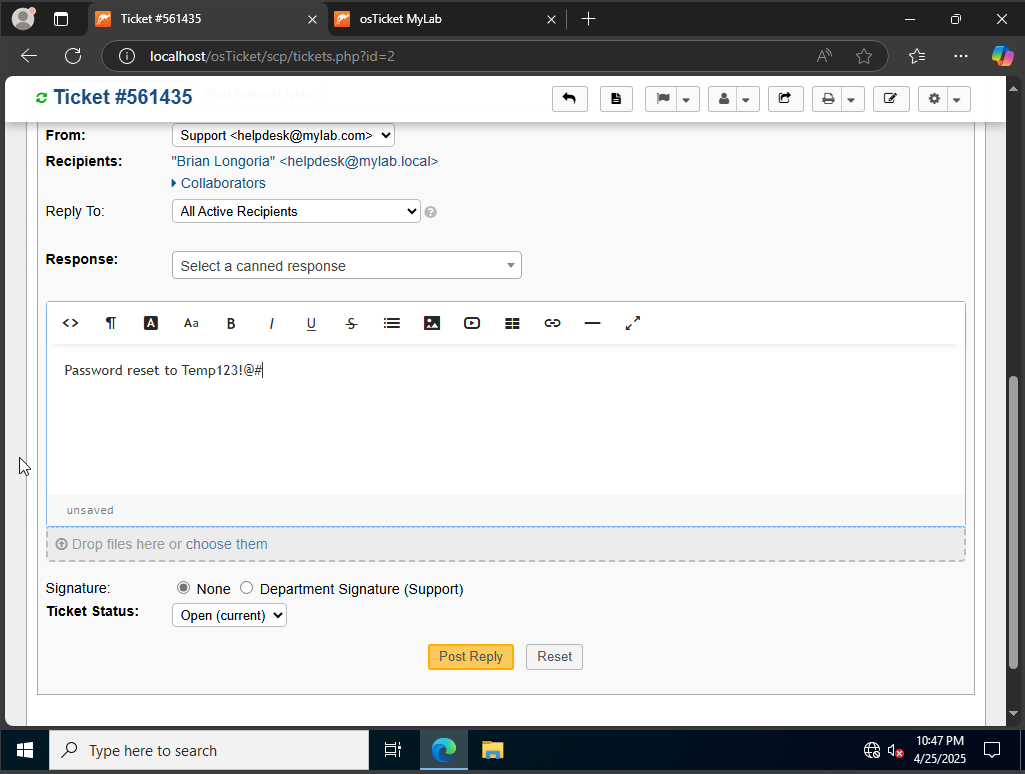 Ticket #561435
osTicket MyLab
localhost/osTicket/scp/tickets.php?id=2
Ticket #561435
Post Internal Note
From:
Support <helpdesk@mylab.com>
Recipients:
"Brian Longoria" <helpdesk@mylab.local>
Collaborators
Reply To:
All Active Recipients
Response:
Select a canned response
Aa B I U S
Password reset to Temp123!@#
unsaved
Drop files here or choose them
Signature:
None Department Signature (Support)
Ticket Status:
Open (current)
Post Reply Reset
Type here to search
10:47 PM
4/25/2025